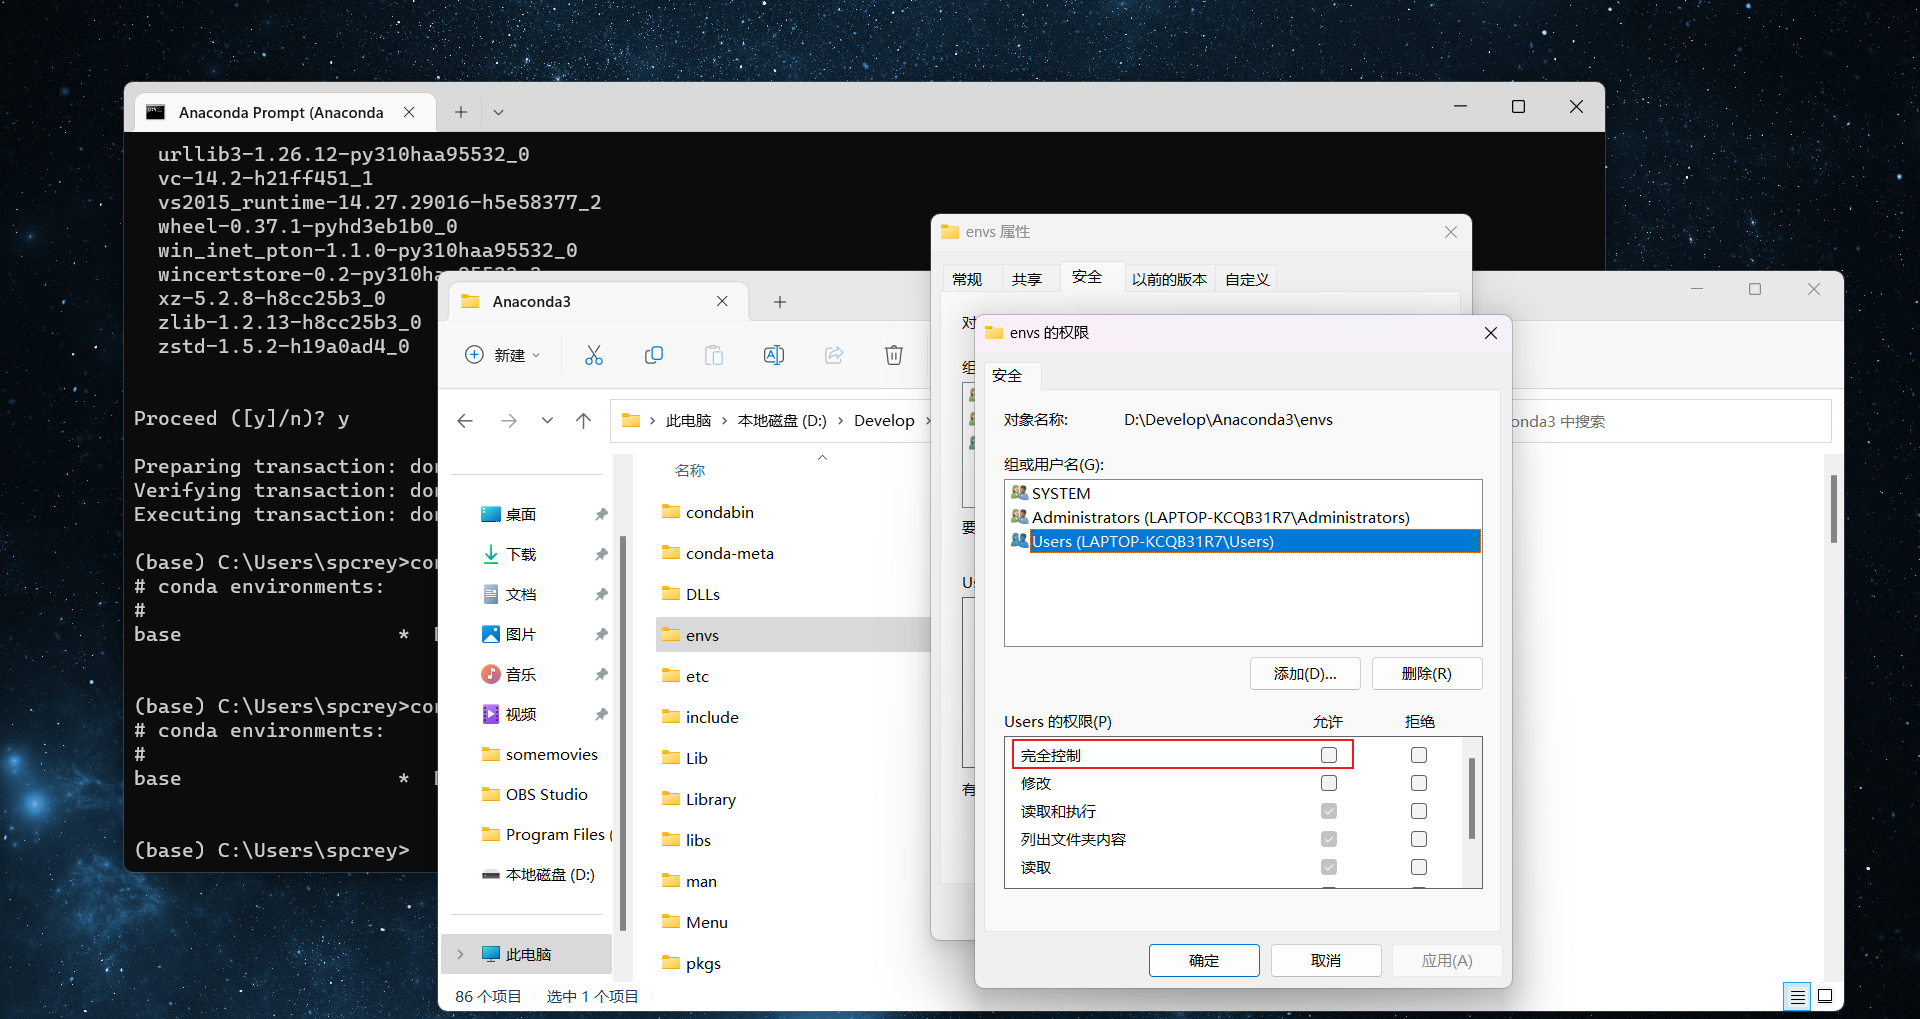 Anaconda Prompt (Anaconda
urllib3-1.26.12-py310haa95532_0
vc-14.2-h21ff451_1
vs2015_runtime-14.27.29016-h5e58377_2
wheel-0.37.1-pyhd3eb1b0_0
win_inet_pton-1.1.0-py310haa95532_0
wincertstore-0.2-py310haa95532_2
xz-5.2.8-h8cc25b3_0
zlib-1.2.13-h8cc25b3_0
zstd-1.5.2-h19a0ad4_0
Proceed ([y]/n)? y
Preparing transaction: do
Verifying transaction: do
Executing transaction: do
(base) C:\Users\spcrey>co
# conda environments:
#
base *
(base) C:\Users\spcrey>co
# conda environments:
#
base *
(base) C:\Users\spcrey>
Anaconda3
新建
此电脑 > 本地磁盘 (D:) > Develop >
onda3 中搜索
桌面
下载
文档
图片
音乐
视频
somemovies
OBS Studio
Program Files (
本地磁盘 (D:)
此电脑
名称
condabin
conda-meta
DLLs
envs
etc
include
Lib
Library
libs
man
Menu
pkgs
86 个项目 选中 1 个项目
envs 属性
常规 共享 安全 以前的版本 自定义
对
组
要
Us
有
envs 的权限
安全
对象名称: D:\Develop\Anaconda3\envs
组或用户名(G):
SYSTEM
Administrators (LAPTOP-KCQB31R7\Administrators)
Users (LAPTOP-KCQB31R7\Users)
添加(D)... 删除(R)
Users 的权限(P) 允许 拒绝
完全控制
修改
读取和执行
列出文件夹内容
读取
确定 取消 应用(A)